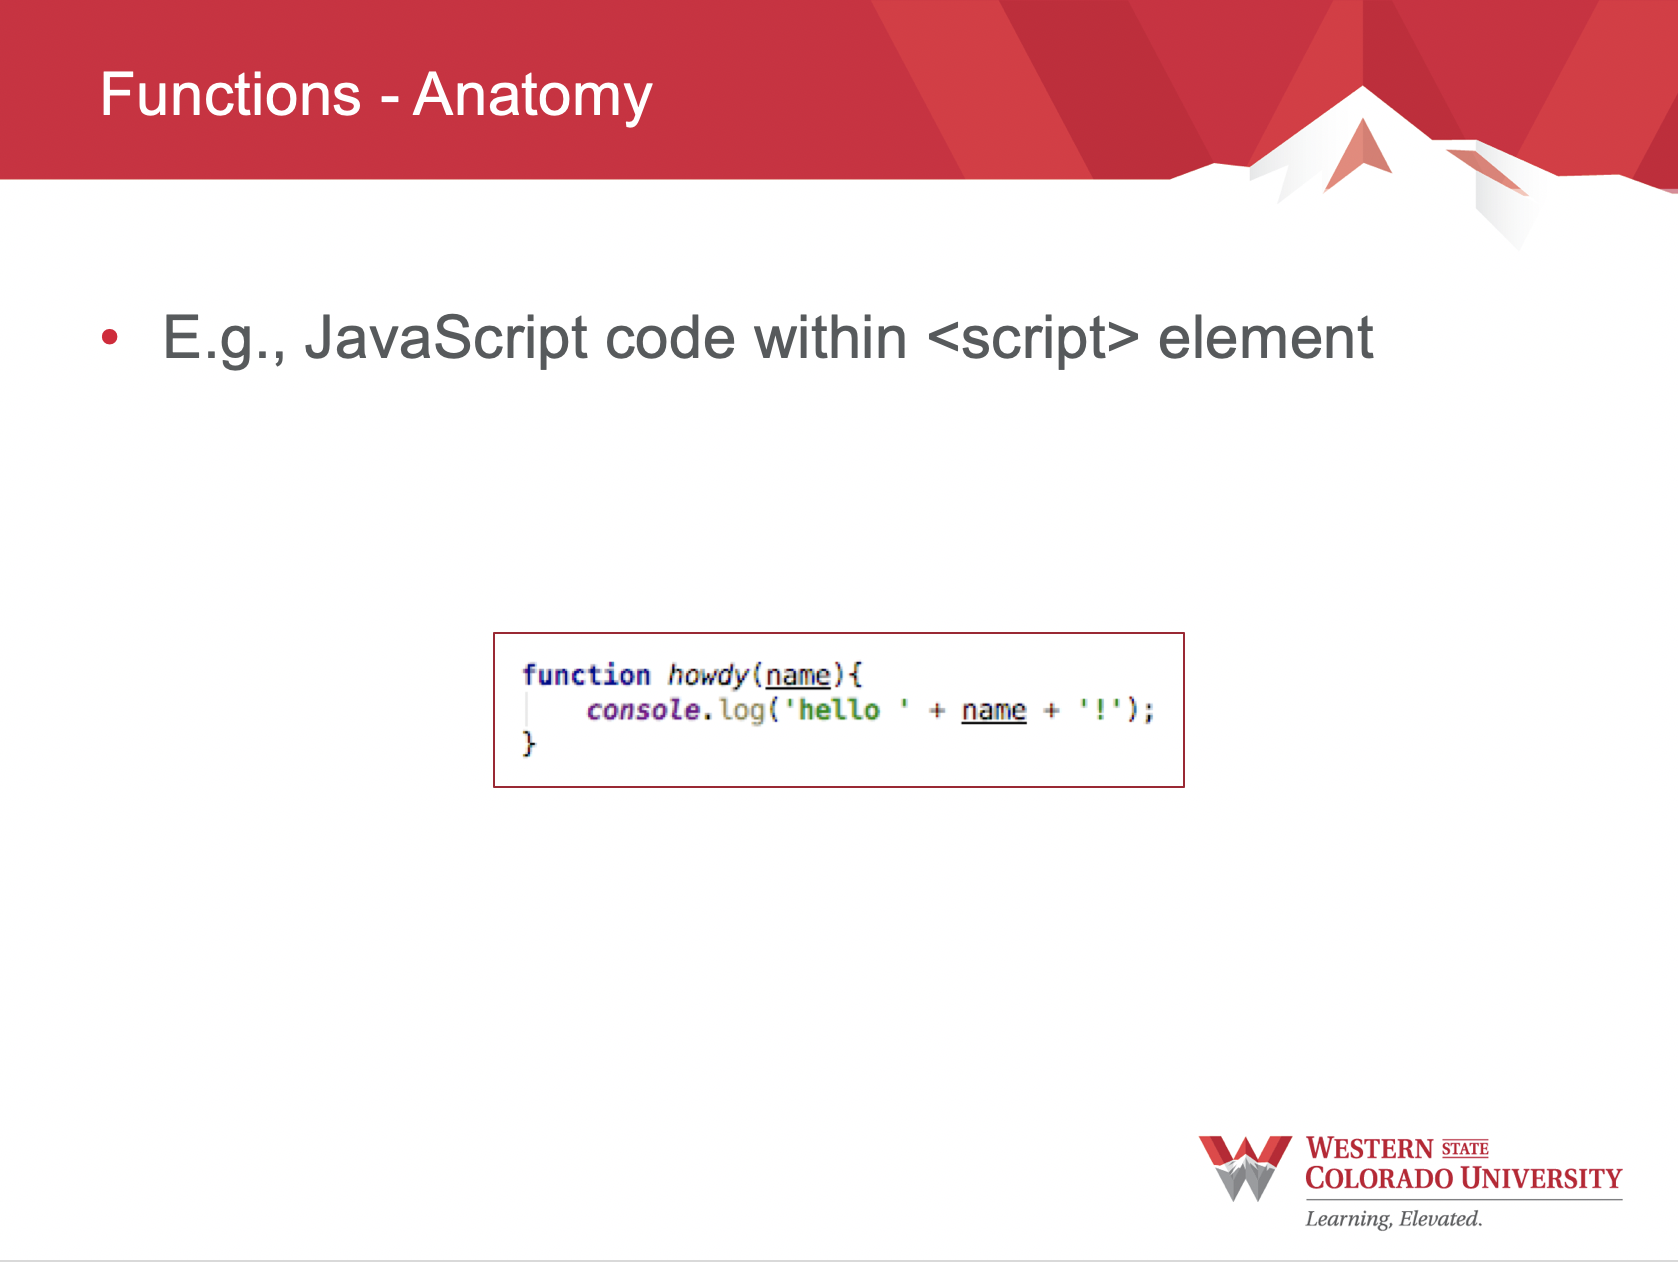 Functions - Anatomy
• E.g., JavaScript code within <script> element
function howdy(name){
    console.log('hello ' + name + '!');
}
WESTERN STATE
COLORADO UNIVERSITY
Learning, Elevated.